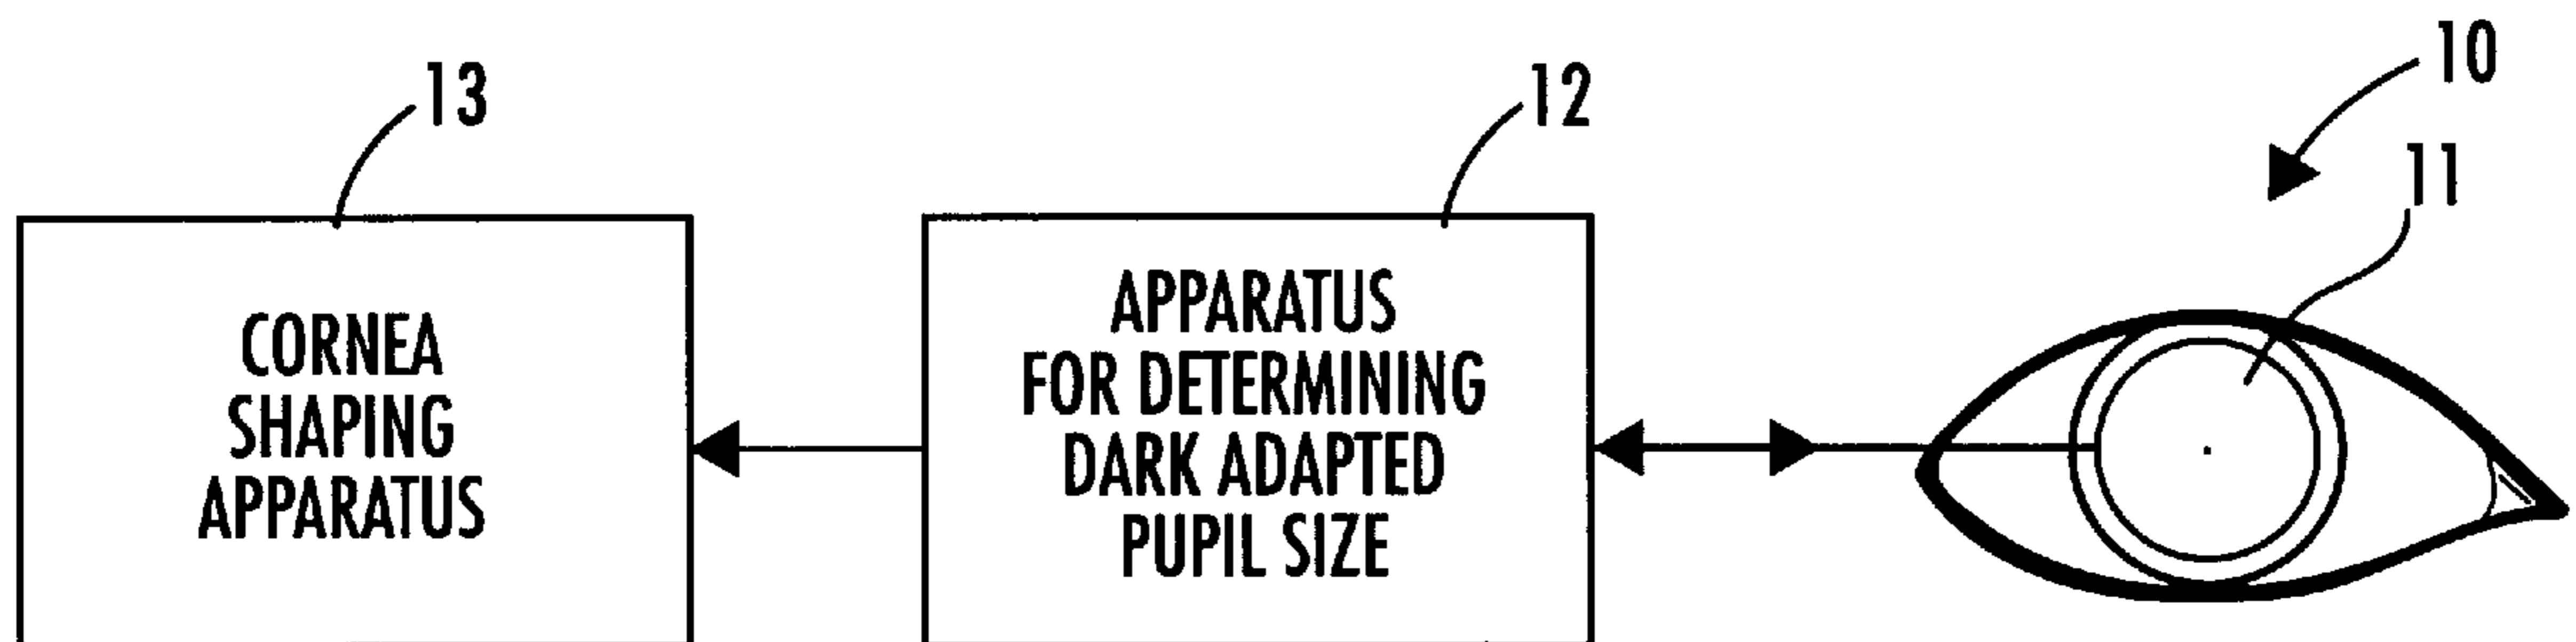 13
12
10
11
CORNEA
SHAPING
APPARATUS
APPARATUS
FOR DETERMINING
DARK ADAPTED
PUPIL SIZE